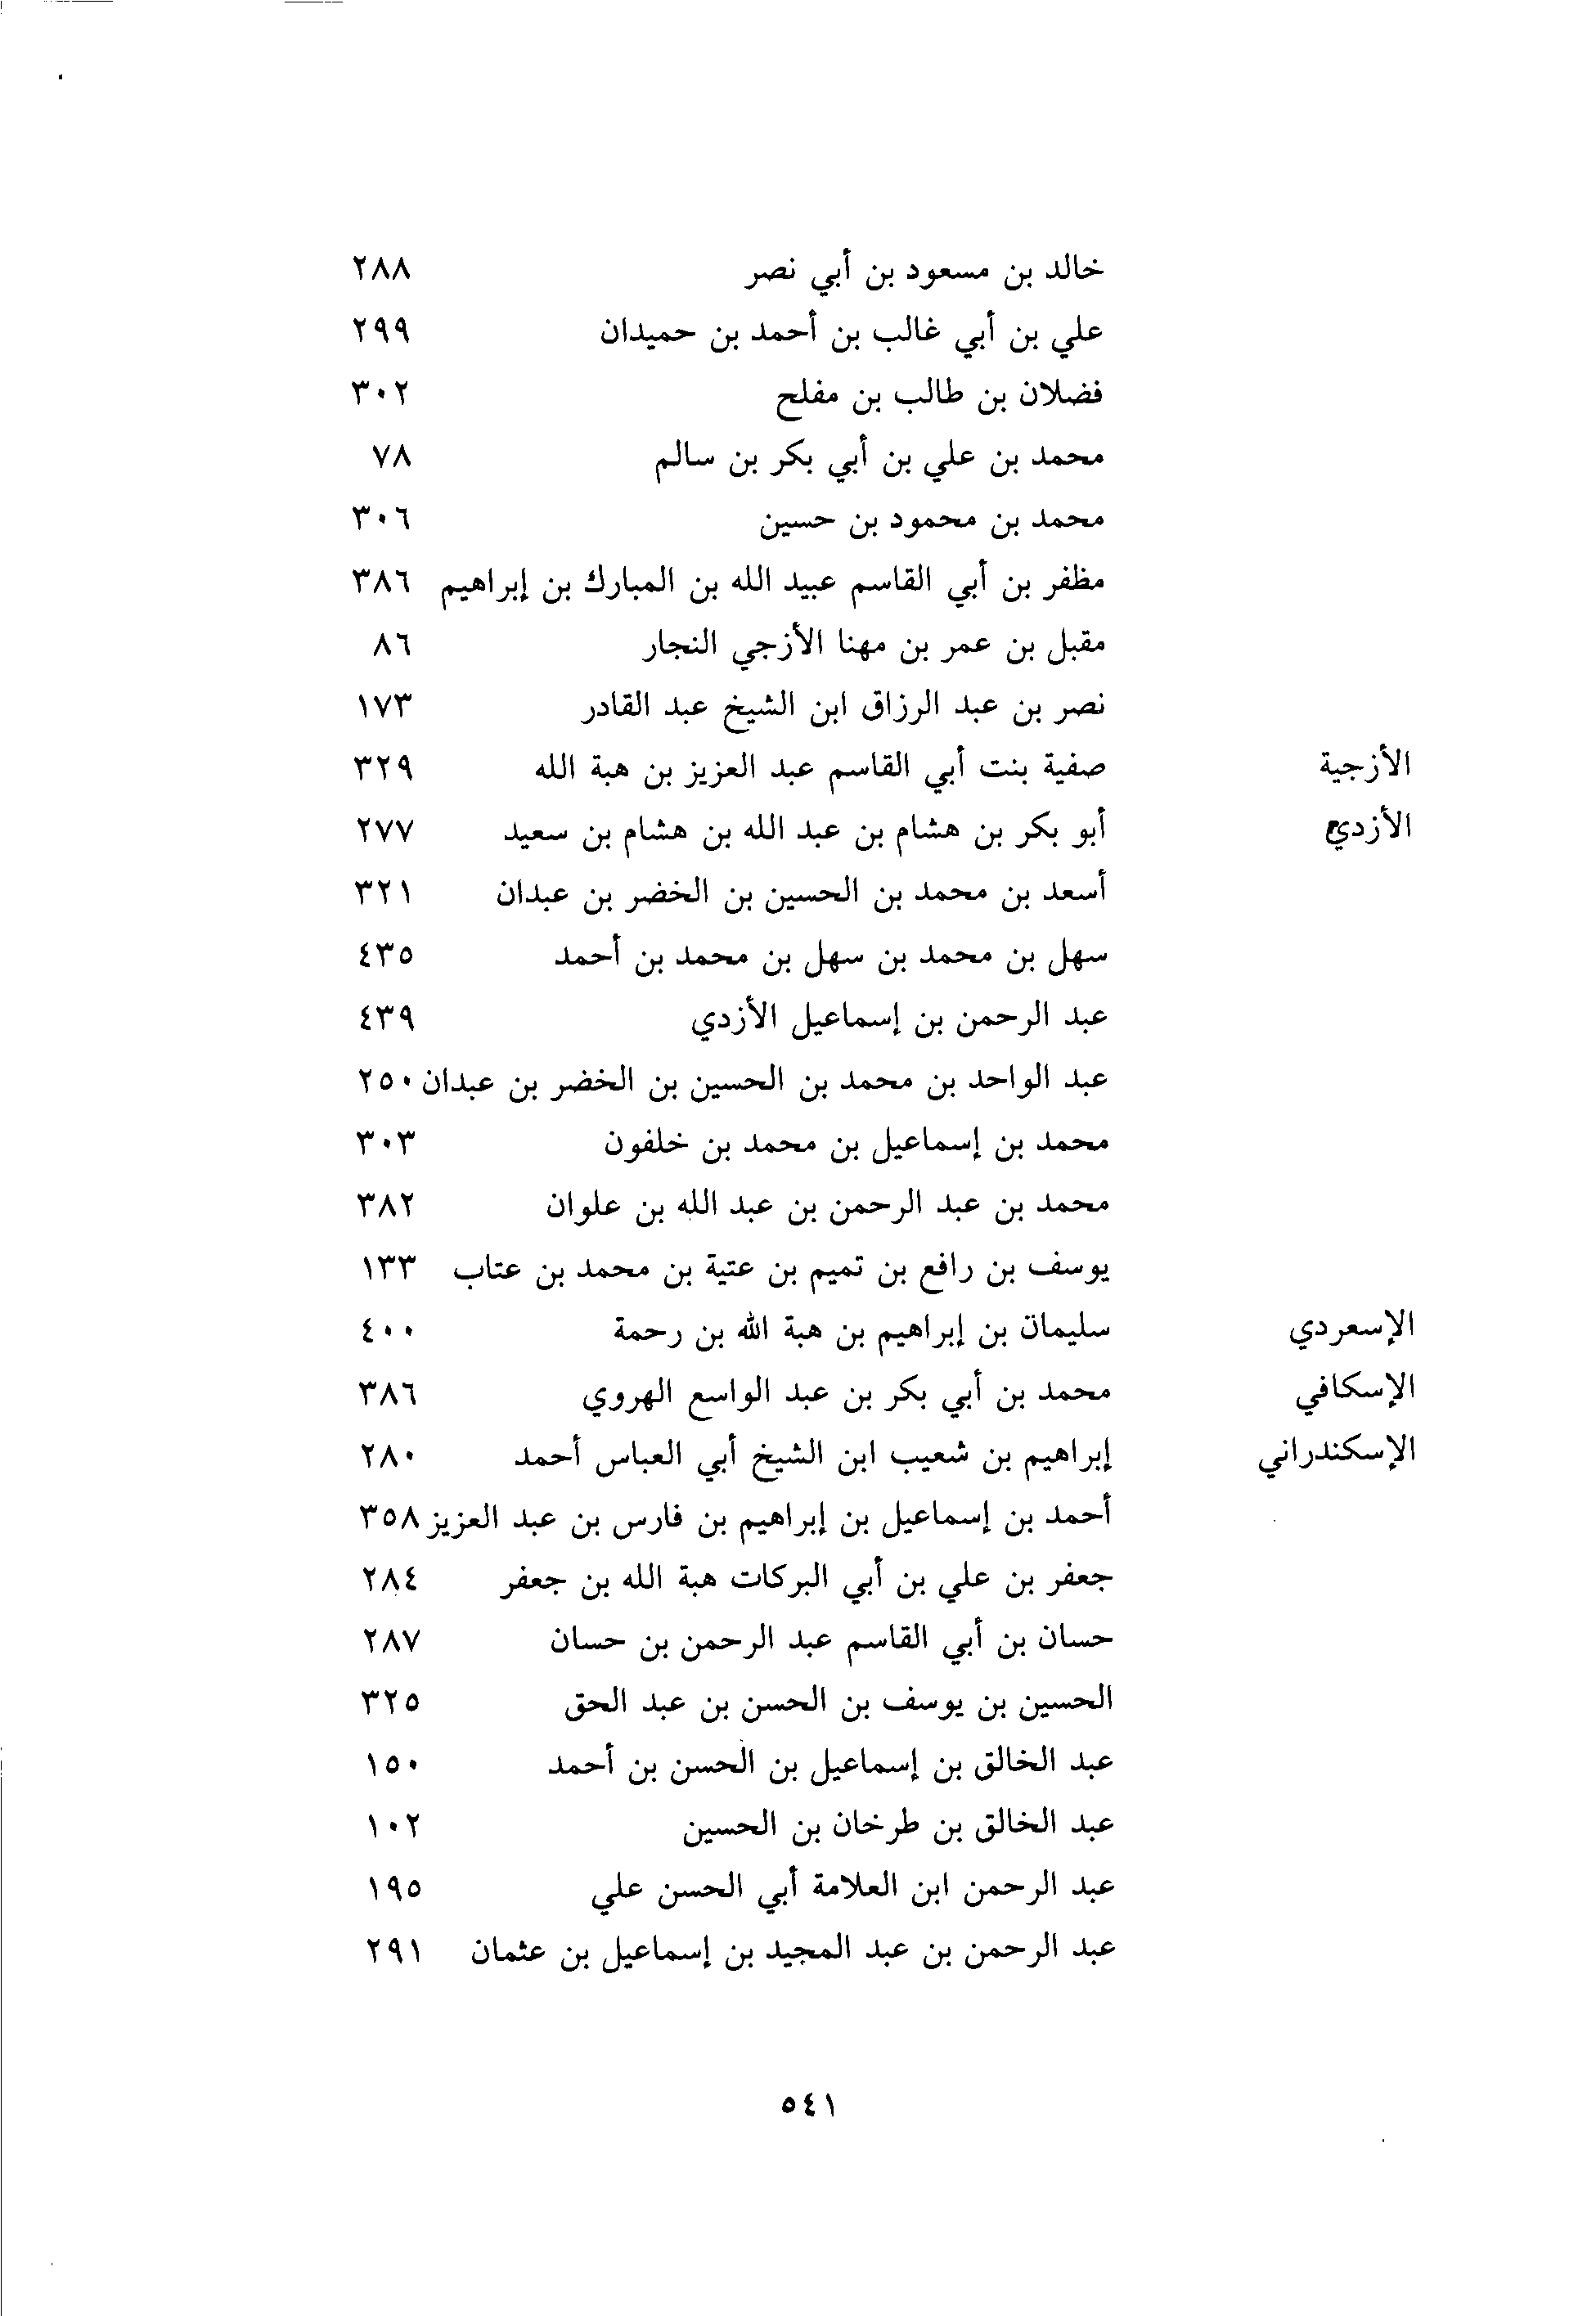 خالد بن مسعود بن أبي نصر ٢٨٨
علي بن أبي غالب بن أحمد بن حميدان ٢٩٩
فضلان بن طالب بن مفلح ٣٠٢
محمد بن علي بن أبي بكر بن سالم ٧٨
محمد بن محمود بن حسين ٣٠٦
مظفر بن أبي القاسم عبيد الله بن المبارك بن إبراهيم ٣٨٦
مقبل بن عمر بن مهنا الأزجي النجار ٨٦
نصر بن عبد الرزاق ابن الشيخ عبد القادر ١٧٣
الأزجية صفية بنت أبي القاسم عبد العزيز بن هبة الله ٣٢٩
الأزدي أبو بكر بن هشام بن عبد الله بن هشام بن سعيد ٢٧٧
أسعد بن محمد بن الحسين بن الخضر بن عبدان ٣٢١
سهل بن محمد بن سهل بن محمد بن أحمد ٤٣٥
عبد الرحمن بن إسماعيل الأزدي ٤٣٩
عبد الواحد بن محمد بن الحسين بن الخضر بن عبدان ٢٥٠
محمد بن إسماعيل بن محمد بن خلفون ٣٠٣
محمد بن عبد الرحمن بن عبد الله بن علوان ٣٨٢
يوسف بن رافع بن تميم بن عتبة بن محمد بن عتاب ١٣٣
الإسعردي سليمان بن إبراهيم بن هبة الله بن رحمة ٤٠٠
الإسكافي محمد بن أبي بكر بن عبد الواسع الهروي ٣٨٦
الإسكندراني إبراهيم بن شعيب ابن الشيخ أبي العباس أحمد ٢٨٠
أحمد بن إسماعيل بن إبراهيم بن فارس بن عبد العزيز ٣٥٨
جعفر بن علي بن أبي البركات هبة الله بن جعفر ٢٨٤
حسان بن أبي القاسم عبد الرحمن بن حسان ٢٨٧
الحسين بن يوسف بن الحسن بن عبد الحق ٣٢٥
عبد الخالق بن إسماعيل بن الحسن بن أحمد ١٥٠
عبد الخالق بن طرخان بن الحسين ١٠٢
عبد الرحمن ابن العلامة أبي الحسن علي ١٩٥
عبد الرحمن بن عبد المجيد بن إسماعيل بن عثمان ٢٩١
٥٤١